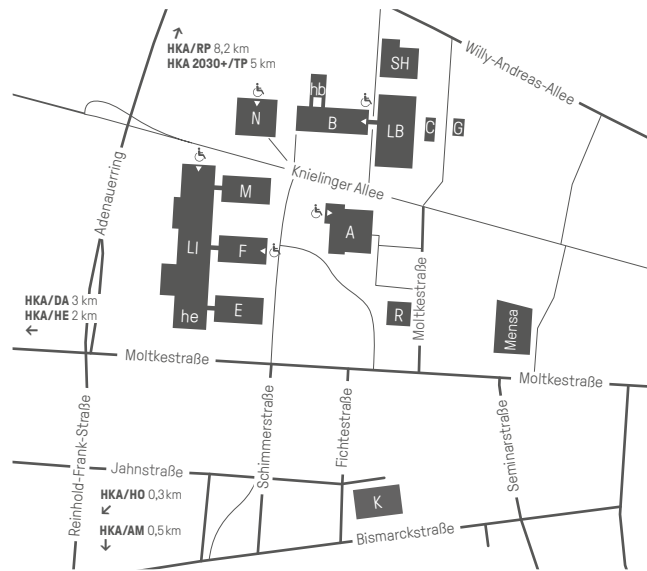 HKA/RP 8,2 km
HKA 2030+/TP 5 km
Willy-Andreas-Allee
SH
hb
N
B
LB
C
G
Knielinger Allee
Adenauerring
M
A
LI
F
Moltkestraße
HKA/DA 3 km
HKA/HE 2 km
he
E
R
Mensa
Moltkestraße
Moltkestraße
Reinhold-Frank-Straße
Schimmerstraße
Fichtestraße
Seminarstraße
Jahnstraße
HKA/HO 0,3 km
K
HKA/AM 0,5 km
Bismarckstraße